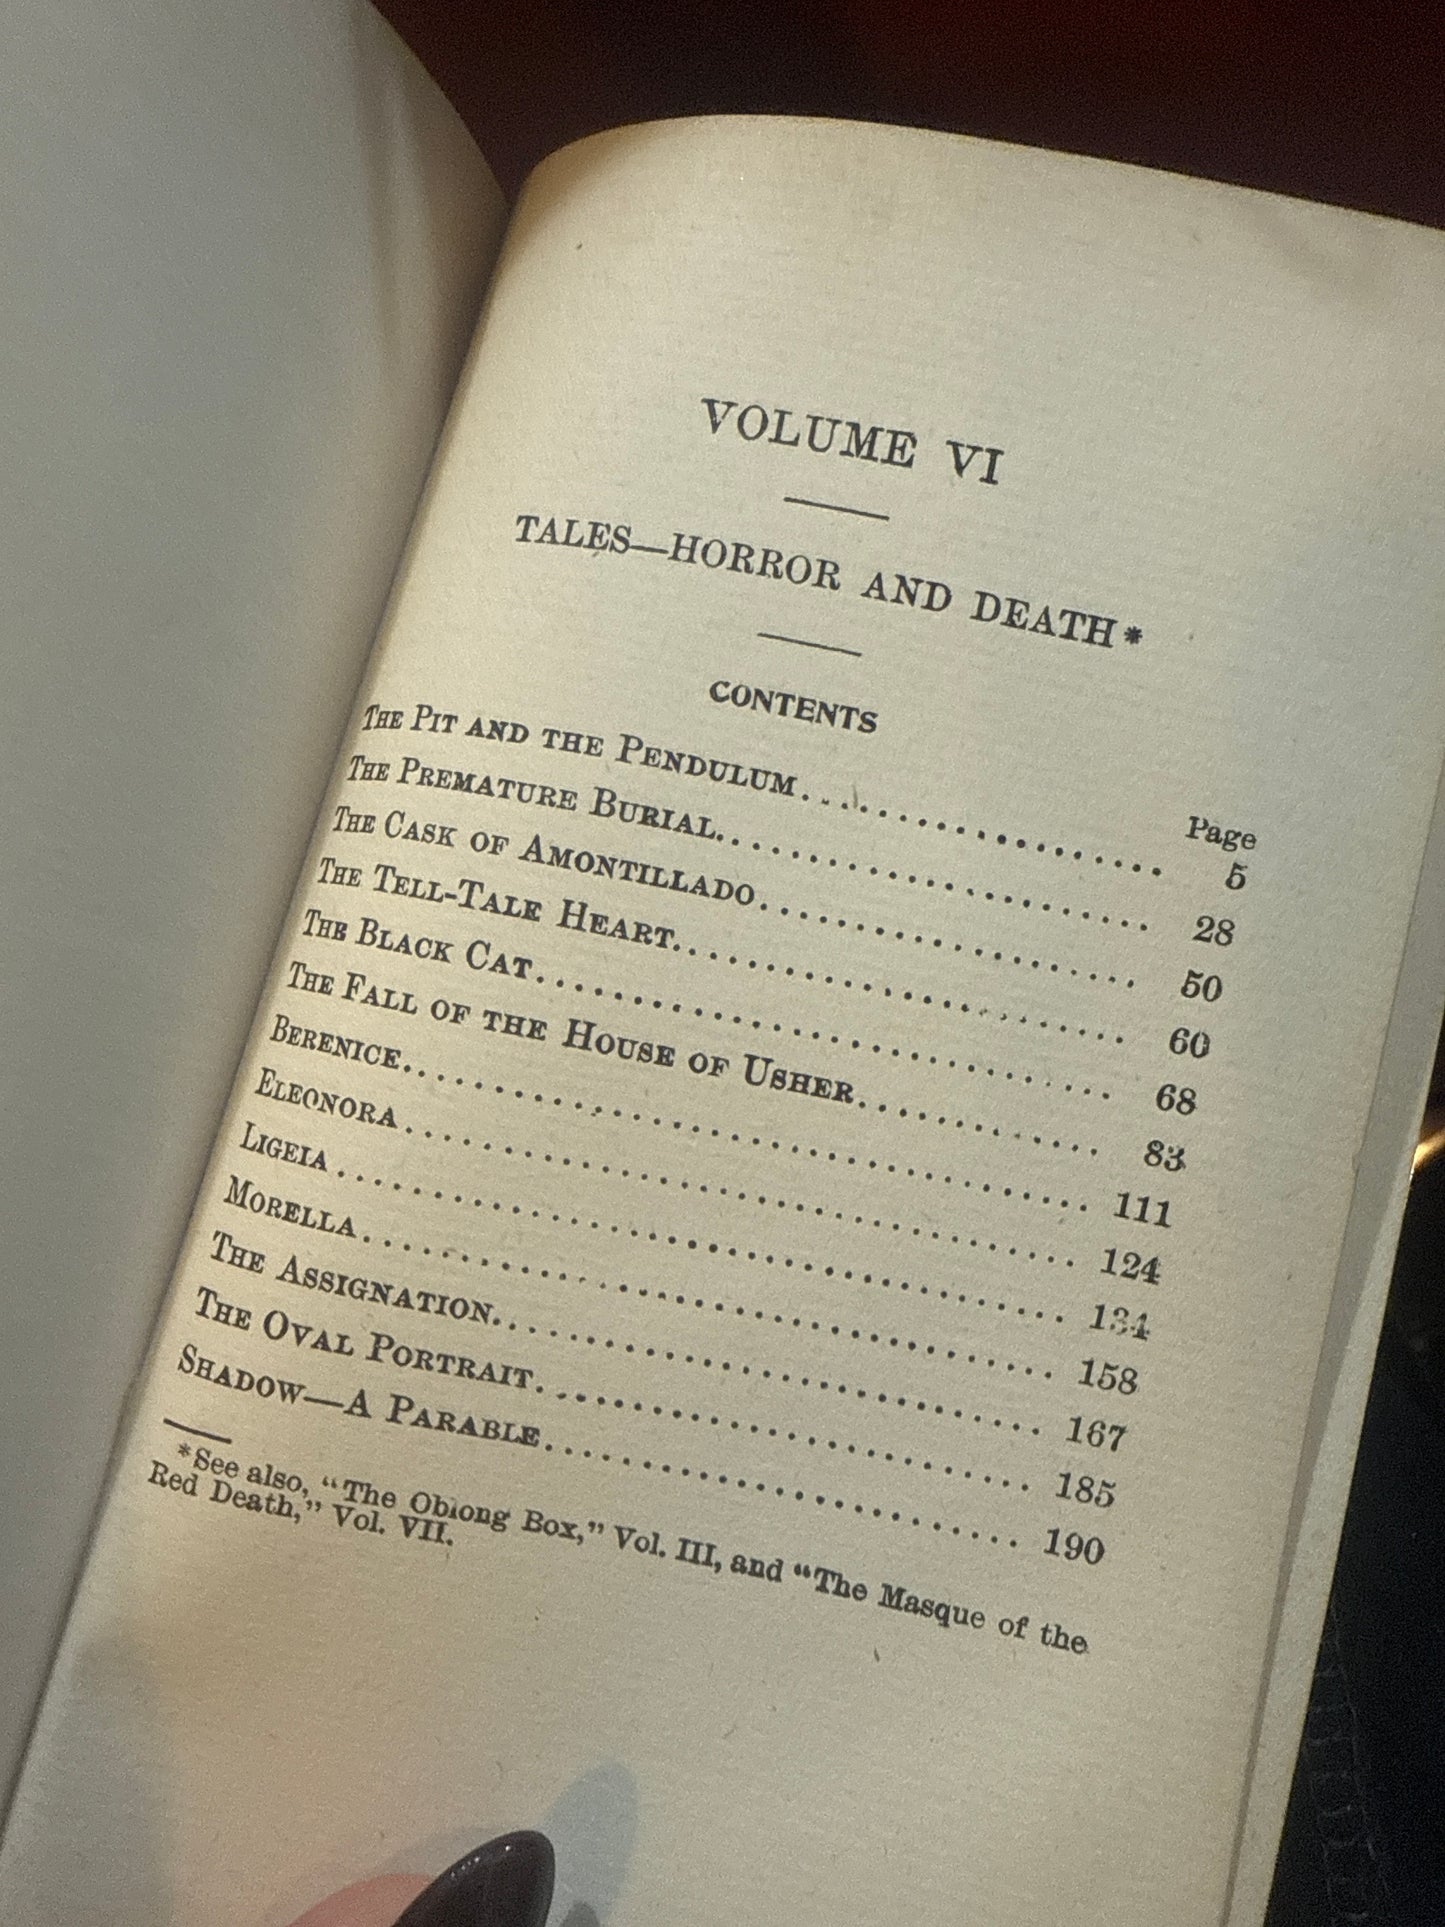 VOLUME VI
TALES—HORROR AND DEATH*
CONTENTS
Page
THE PIT AND THE PENDULUM.................... 5
THE PREMATURE BURIAL........................ 28
THE CASK OF AMONTILLADO..................... 50
THE TELL-TALE HEART......................... 60
THE BLACK CAT............................... 68
THE FALL OF THE HOUSE OF USHER.............. 83
BERENICE.................................... 111
ELEONORA.................................... 124
LIGEIA...................................... 134
MORELLA..................................... 158
THE ASSIGNATION............................. 167
THE OVAL PORTRAIT........................... 185
SHADOW—A PARABLE............................ 190
*See also, "The Oblong Box," Vol. III, and "The Masque of the
Red Death," Vol. VII.